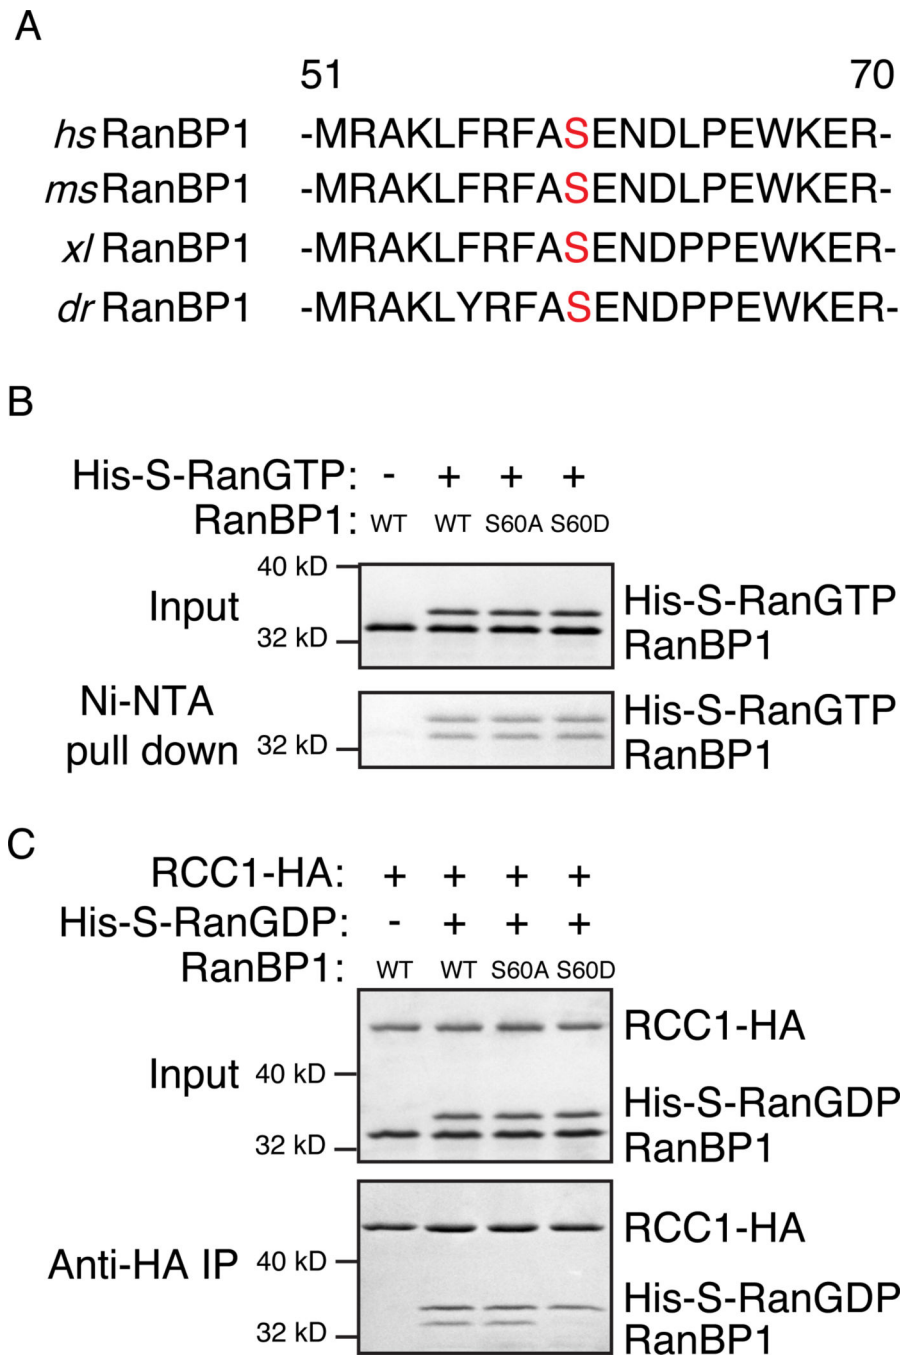 A
51 70
hsRanBP1 -MRAKLFRFASENDLPEWKER-
msRanBP1 -MRAKLFRFASENDLPEWKER-
xlRanBP1 -MRAKLFRFASENDPPEWKER-
drRanBP1 -MRAKLYRFASENDPPEWKER-
B
His-S-RanGTP: - + + +
RanBP1: WT WT S60A S60D
40 kD
Input
His-S-RanGTP
32 kD
RanBP1
Ni-NTA
pull down
His-S-RanGTP
32 kD
RanBP1
C
RCC1-HA: + + + +
His-S-RanGDP: - + + +
RanBP1: WT WT S60A S60D
RCC1-HA
Input
40 kD
His-S-RanGDP
32 kD
RanBP1
RCC1-HA
Anti-HA IP
40 kD
His-S-RanGDP
32 kD
RanBP1